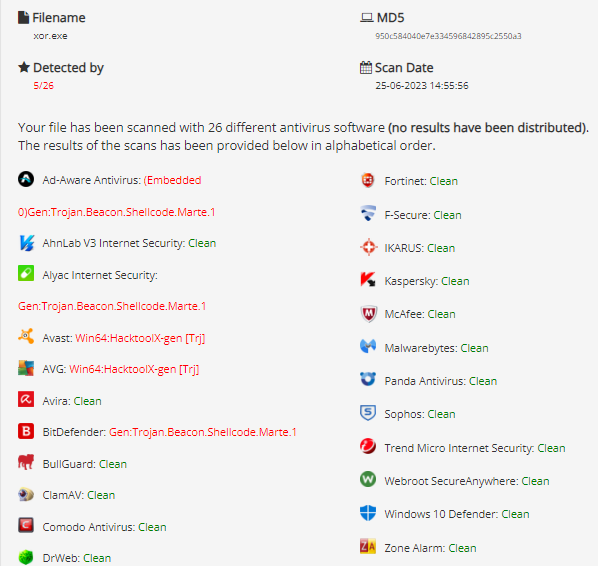 Filename
xor.exe
MD5
950c584040e7e334596842895c2550a3
Detected by
5/26
Scan Date
25-06-2023 14:55:56
Your file has been scanned with 26 different antivirus software (no results have been distributed).
The results of the scans has been provided below in alphabetical order.
Ad-Aware Antivirus: (Embedded
0)Gen:Trojan.Beacon.Shellcode.Marte.1
AhnLab V3 Internet Security: Clean
Alyac Internet Security:
Gen:Trojan.Beacon.Shellcode.Marte.1
Avast: Win64:HacktoolX-gen [Trj]
AVG: Win64:HacktoolX-gen [Trj]
Avira: Clean
BitDefender: Gen:Trojan.Beacon.Shellcode.Marte.1
BullGuard: Clean
ClamAV: Clean
Comodo Antivirus: Clean
DrWeb: Clean
Fortinet: Clean
F-Secure: Clean
IKARUS: Clean
Kaspersky: Clean
McAfee: Clean
Malwarebytes: Clean
Panda Antivirus: Clean
Sophos: Clean
Trend Micro Internet Security: Clean
Webroot SecureAnywhere: Clean
Windows 10 Defender: Clean
Zone Alarm: Clean